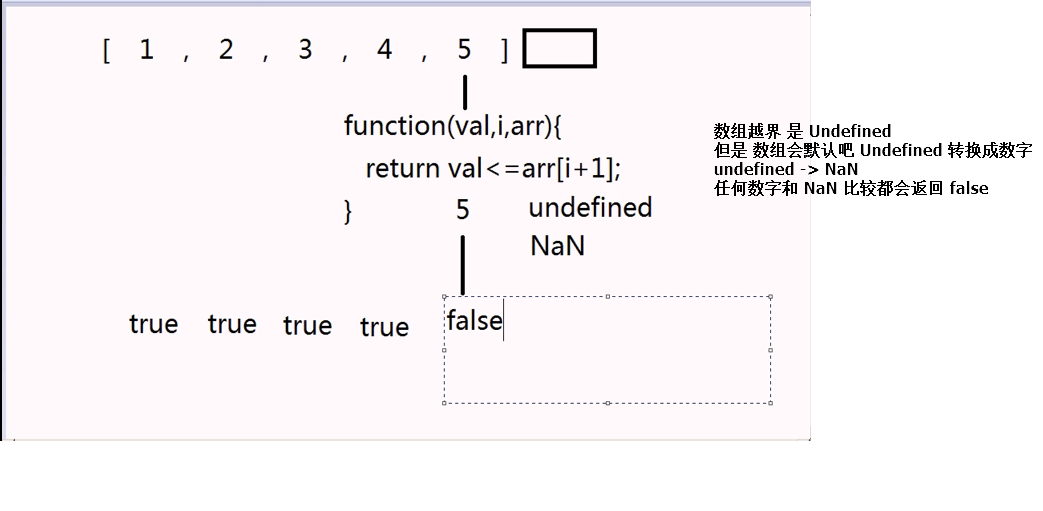 [ 1 , 2 , 3 , 4 , 5 ]
function(val,i,arr){
return val<=arr[i+1];
} 5 undefined
NaN
true true true true false
数组越界 是 Undefined
但是 数组会默认吧 Undefined 转换成数字
undefined -> NaN
任何数字和 NaN 比较都会返回 false